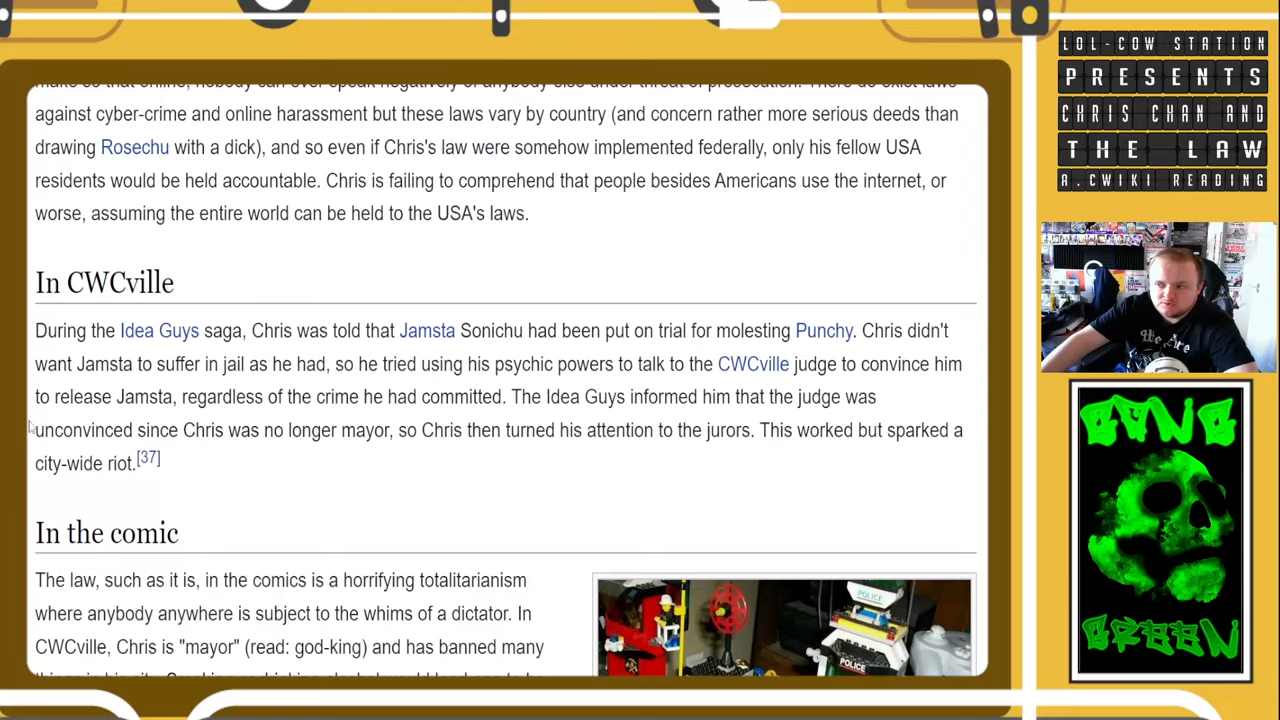 against cyber-crime and online harassment but these laws vary by country (and concern rather more serious deeds than
drawing Rosechu with a dick), and so even if Chris's law were somehow implemented federally, only his fellow USA
residents would be held accountable. Chris is failing to comprehend that people besides Americans use the internet, or
worse, assuming the entire world can be held to the USA's laws.
In CWCville
During the Idea Guys saga, Chris was told that Jamsta Sonichu had been put on trial for molesting Punchy. Chris didn't
want Jamsta to suffer in jail as he had, so he tried using his psychic powers to talk to the CWCville judge to convince him
to release Jamsta, regardless of the crime he had committed. The Idea Guys informed him that the judge was
unconvinced since Chris was no longer mayor, so Chris then turned his attention to the jurors. This worked but sparked a
city-wide riot.[37]
In the comic
The law, such as it is, in the comics is a horrifying totalitarianism
where anybody anywhere is subject to the whims of a dictator. In
CWCville, Chris is "mayor" (read: god-king) and has banned many
POLICE
POLICE
LOL-COW STATION
PRESENTS
CHRIS CHAN AND
THE LAW
A.CWIKI READING
We Are
GANG
GREEN